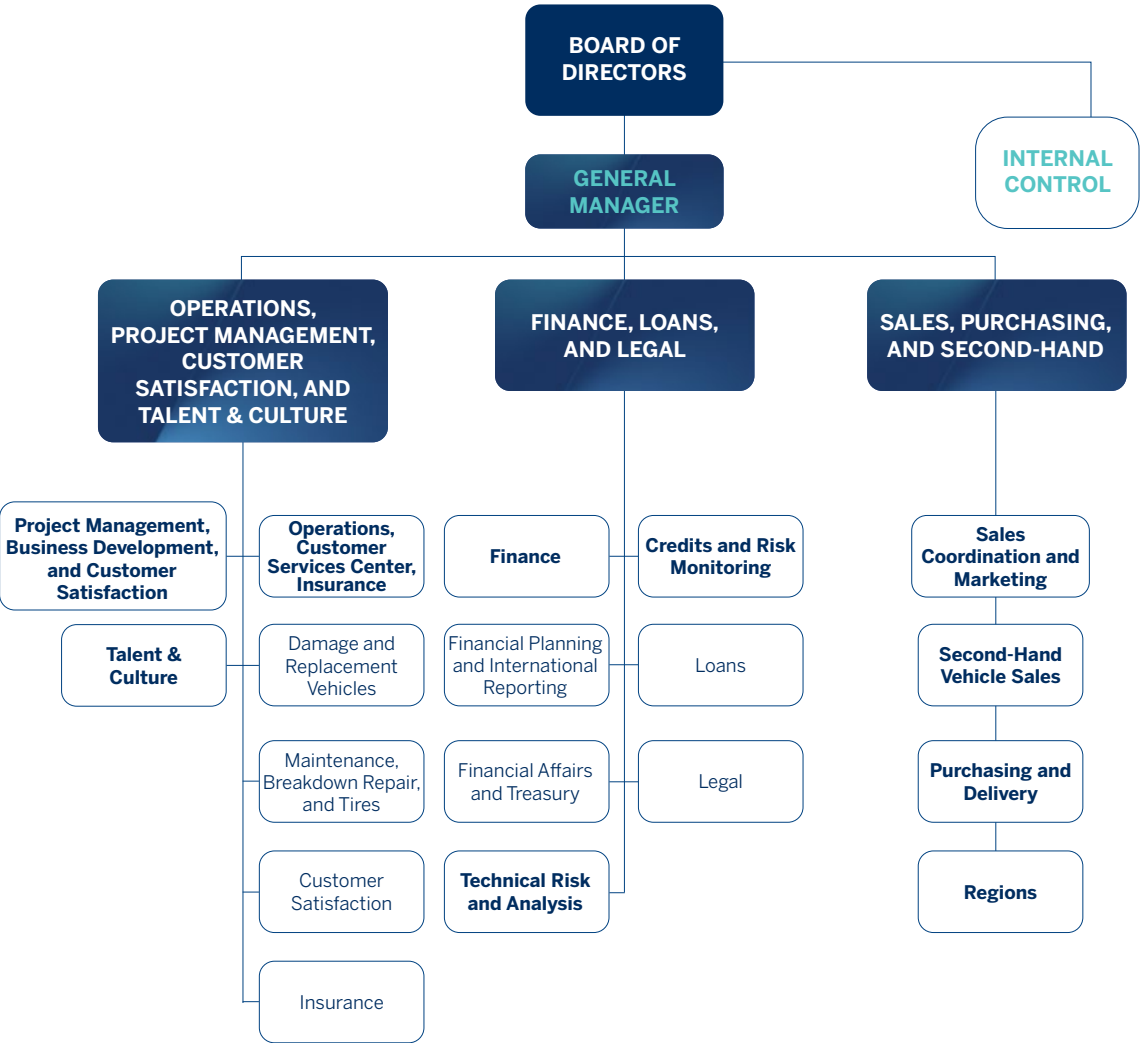 BOARD OF
DIRECTORS
INTERNAL
CONTROL
GENERAL
MANAGER
OPERATIONS,
PROJECT MANAGEMENT,
CUSTOMER
SATISFACTION, AND
TALENT & CULTURE
FINANCE, LOANS,
AND LEGAL
SALES, PURCHASING,
AND SECOND-HAND
Project Management,
Business Development,
and Customer
Satisfaction
Operations,
Customer
Services Center,
Insurance
Finance
Credits and Risk
Monitoring
Sales
Coordination and
Marketing
Talent &
Culture
Damage and
Replacement
Vehicles
Financial Planning
and International
Reporting
Loans
Second-Hand
Vehicle Sales
Maintenance,
Breakdown Repair,
and Tires
Financial Affairs
and Treasury
Legal
Purchasing and
Delivery
Customer
Satisfaction
Technical Risk
and Analysis
Regions
Insurance